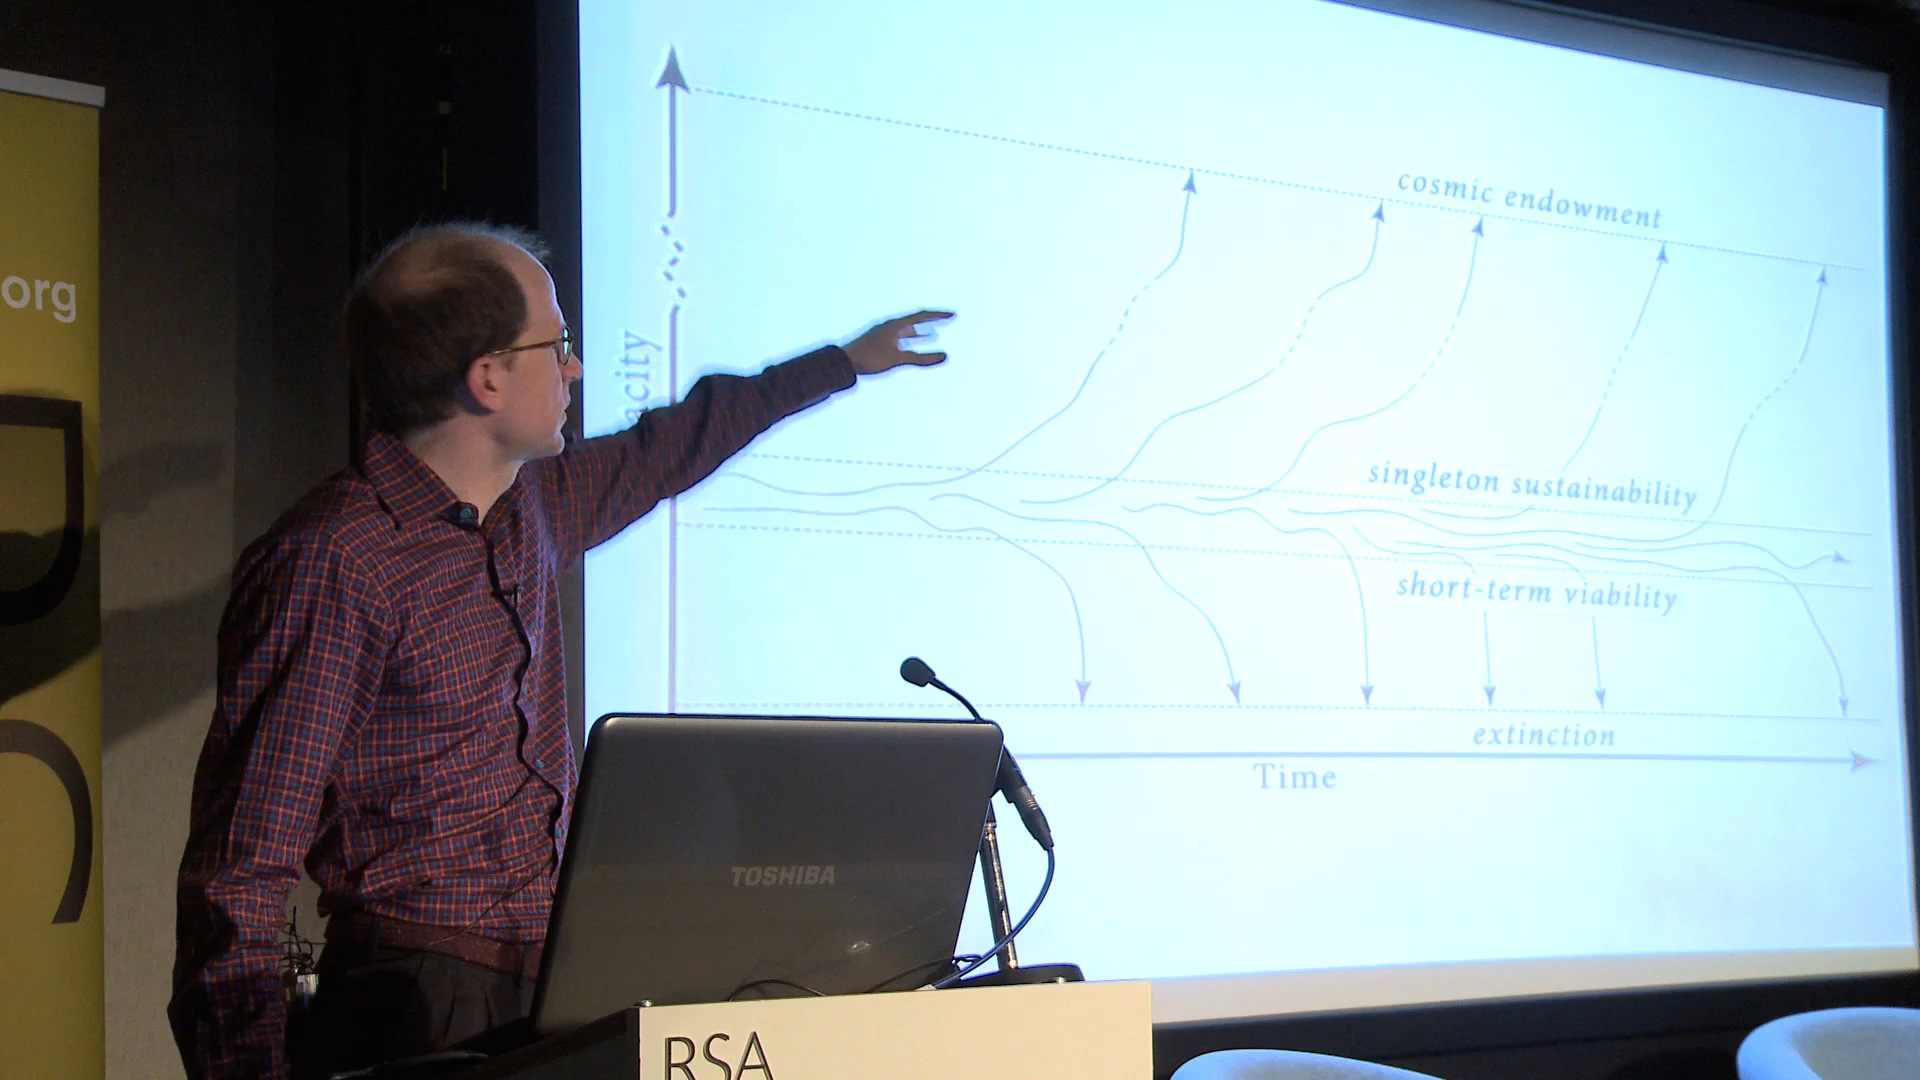 org
acity
cosmic endowment
singleton sustainability
short-term viability
extinction
Time
TOSHIBA
RSA